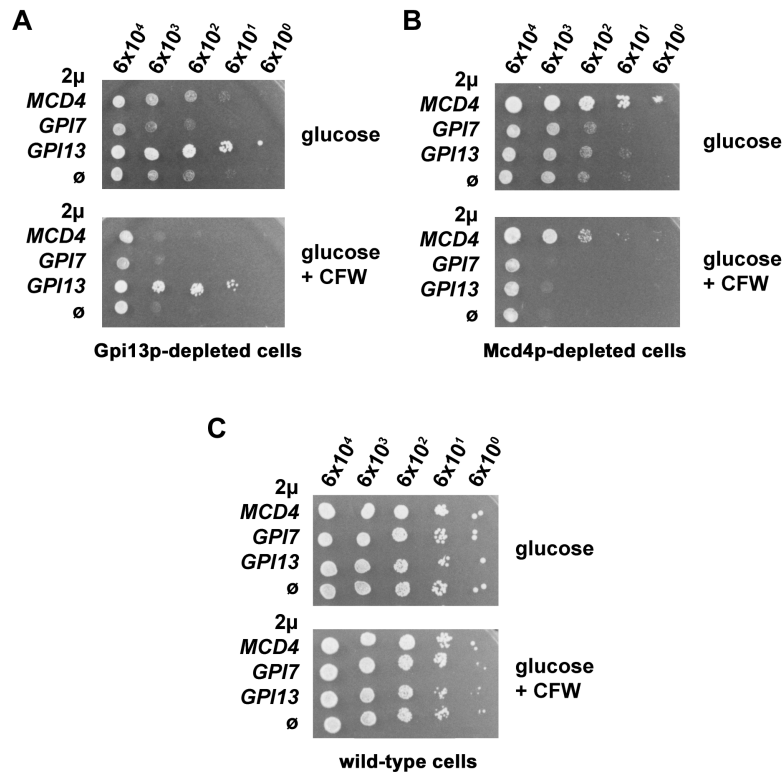 A
6x10⁴ 6x10³ 6x10² 6x10¹ 6x10⁰
2µ
MCD4
GPI7
GPI13
ø
glucose
2µ
MCD4
GPI7
GPI13
ø
glucose
+ CFW
Gpi13p-depleted cells
B
6x10⁴ 6x10³ 6x10² 6x10¹ 6x10⁰
2µ
MCD4
GPI7
GPI13
ø
glucose
2µ
MCD4
GPI7
GPI13
ø
glucose
+ CFW
Mcd4p-depleted cells
C
6x10⁴ 6x10³ 6x10² 6x10¹ 6x10⁰
2µ
MCD4
GPI7
GPI13
ø
glucose
2µ
MCD4
GPI7
GPI13
ø
glucose
+ CFW
wild-type cells